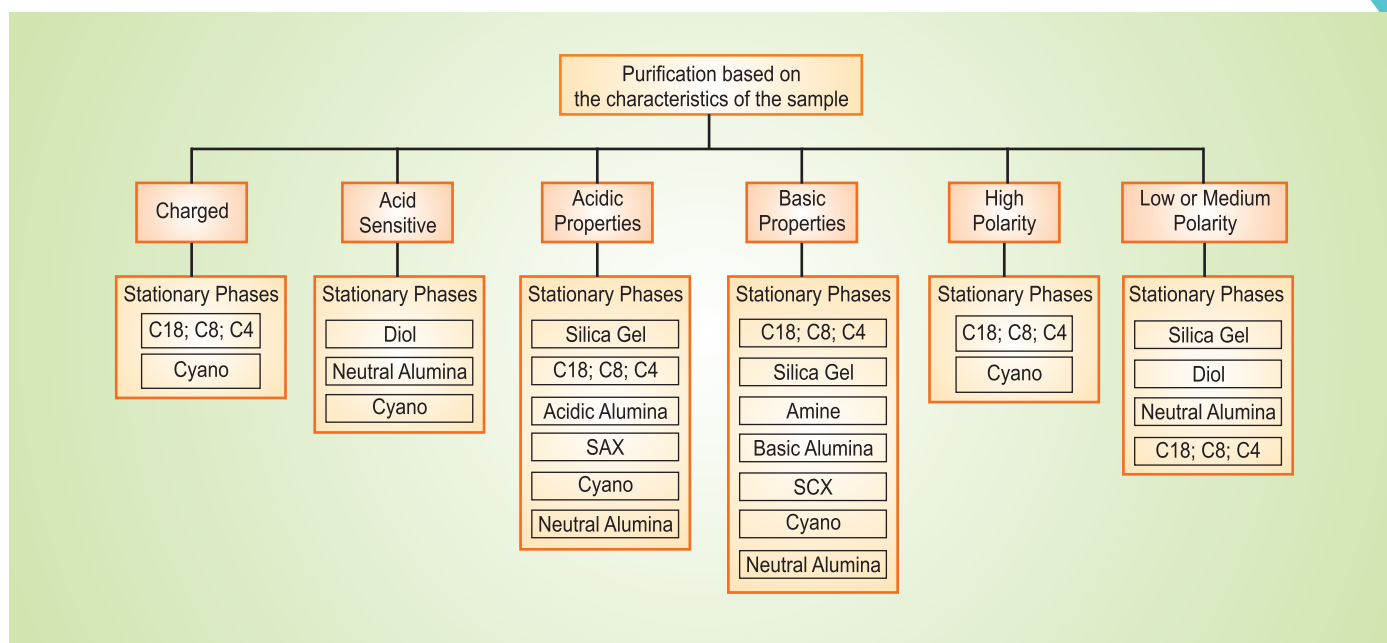 Purification based on
the characteristics of the sample
Charged
Stationary Phases
C18; C8; C4
Cyano
Acid
Sensitive
Stationary Phases
Diol
Neutral Alumina
Cyano
Acidic
Properties
Stationary Phases
Silica Gel
C18; C8; C4
Acidic Alumina
SAX
Cyano
Neutral Alumina
Basic
Properties
Stationary Phases
C18; C8; C4
Silica Gel
Amine
Basic Alumina
SCX
Cyano
Neutral Alumina
High
Polarity
Stationary Phases
C18; C8; C4
Cyano
Low or Medium
Polarity
Stationary Phases
Silica Gel
Diol
Neutral Alumina
C18; C8; C4